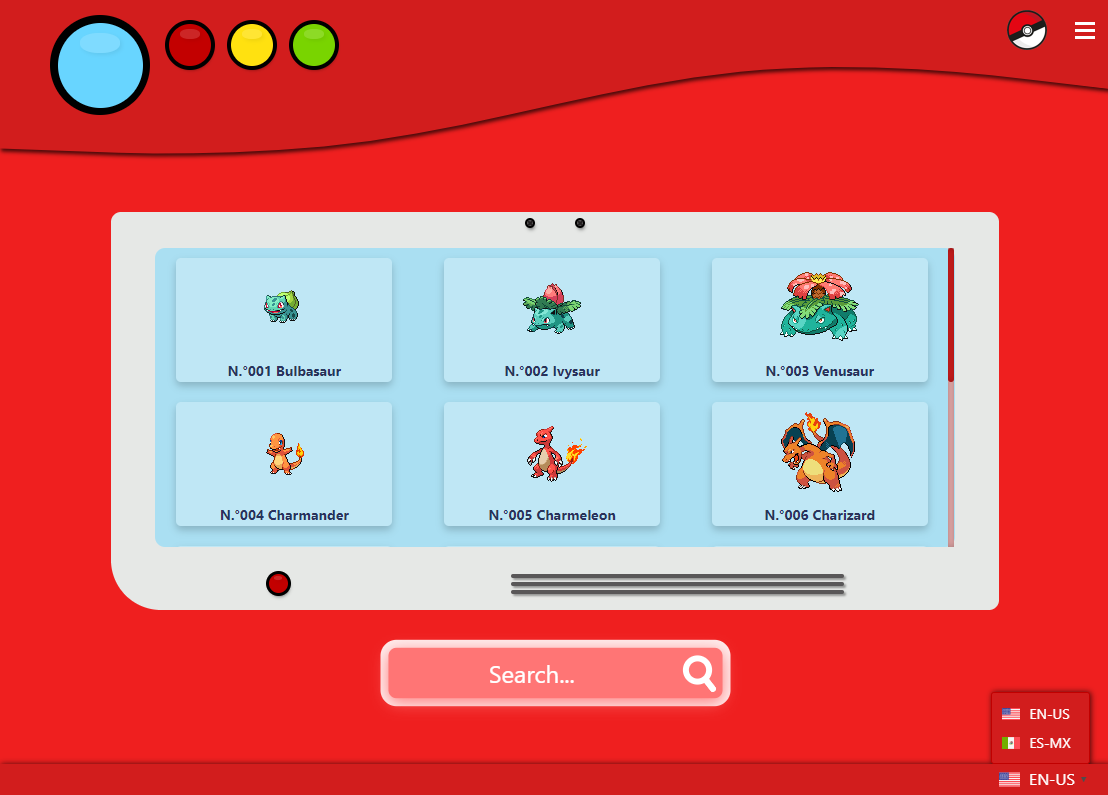 N.°001 Bulbasaur
N.°002 Ivysaur
N.°003 Venusaur
N.°004 Charmander
N.°005 Charmeleon
N.°006 Charizard
Search...
EN-US
ES-MX
EN-US